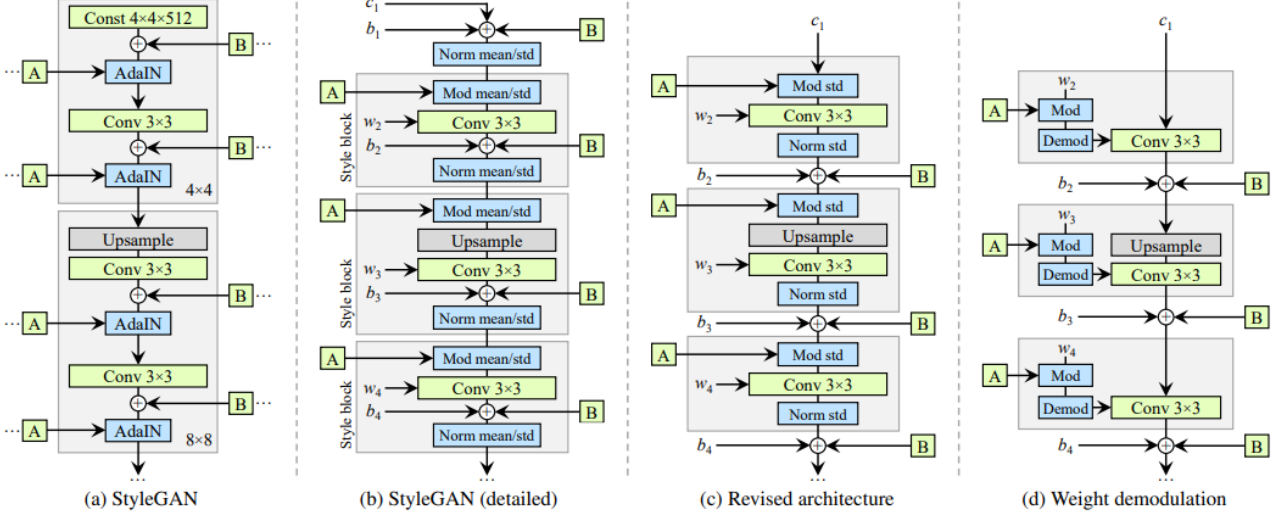 Const 4×4×512
B ...
... A
AdaIN
Conv 3×3
B ...
... A
AdaIN
4×4
Upsample
Conv 3×3
B ...
... A
AdaIN
Conv 3×3
B ...
... A
AdaIN
8×8
...
(a) StyleGAN
c1
b1
B
Norm mean/std
A
Mod mean/std
Style block
w2
Conv 3×3
b2
B
Norm mean/std
A
Mod mean/std
Style block
Upsample
w3
Conv 3×3
b3
B
Norm mean/std
A
Mod mean/std
Style block
w4
Conv 3×3
b4
B
Norm mean/std
...
(b) StyleGAN (detailed)
c1
A
Mod std
w2
Conv 3×3
Norm std
b2
B
A
Mod std
Upsample
w3
Conv 3×3
Norm std
b3
B
A
Mod std
w4
Conv 3×3
Norm std
b4
B
...
(c) Revised architecture
c1
w2
A
Mod
Demod
Conv 3×3
b2
B
w3
A
Mod
Upsample
Demod
Conv 3×3
b3
B
w4
A
Mod
Demod
Conv 3×3
b4
B
...
(d) Weight demodulation